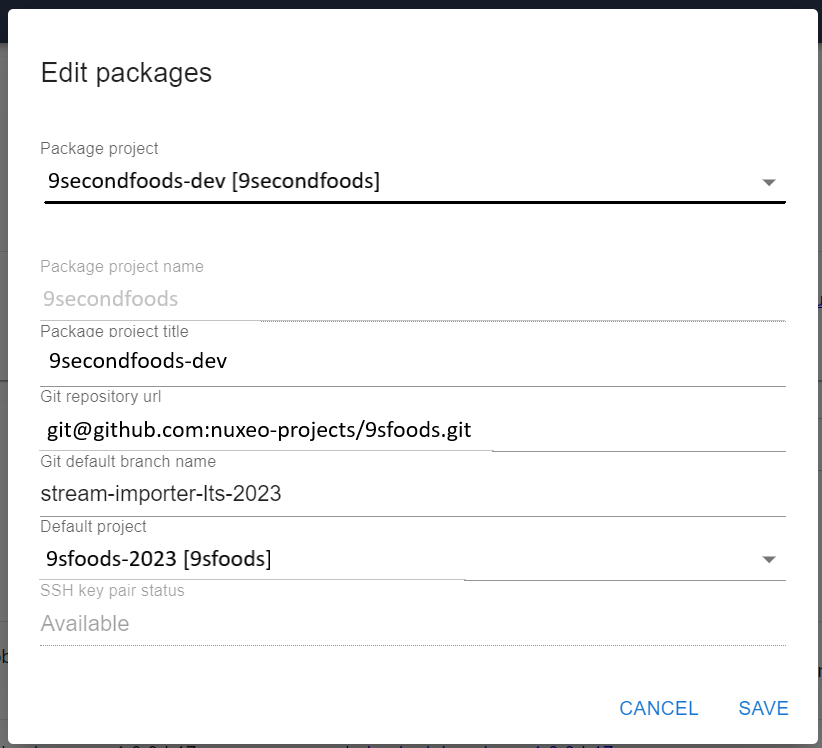 Edit packages
Package project
9secondfoods-dev [9secondfoods]
Package project name
9secondfoods
Package project title
9secondfoods-dev
Git repository url
git@github.com:nuxeo-projects/9sfoods.git
Git default branch name
stream-importer-lts-2023
Default project
9sfoods-2023 [9sfoods]
SSH key pair status
Available
CANCEL SAVE